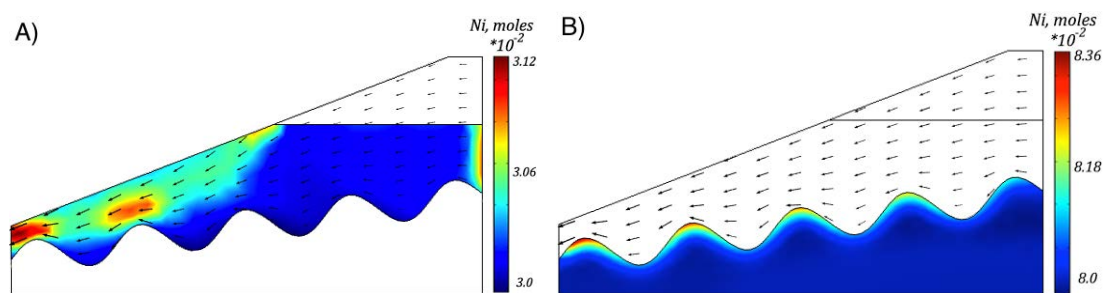 A)
Ni, moles
*10^-2
3.12
3.06
3.0
B)
Ni, moles
*10^-2
8.36
8.18
8.0